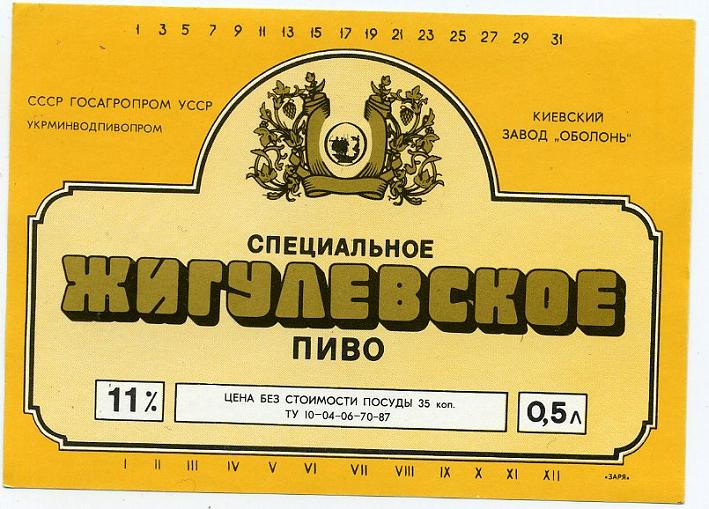 1 3 5 7 9 11 13 15 17 19 21 23 25 27 29 31
СССР ГОСАГРОПРОМ УССР
УКРМИНВОДПИВОПРОМ
КИЕВСКИЙ
ЗАВОД „ОБОЛОНЬ"
СПЕЦИАЛЬНОЕ
ЖИГУЛЕВСКОЕ
ПИВО
11%
ЦЕНА БЕЗ СТОИМОСТИ ПОСУДЫ 35 коп.
ТУ 10-04-06-70-87
0,5 л
I II III IV V VI VII VIII IX X XI XII
«ЗАРЯ»